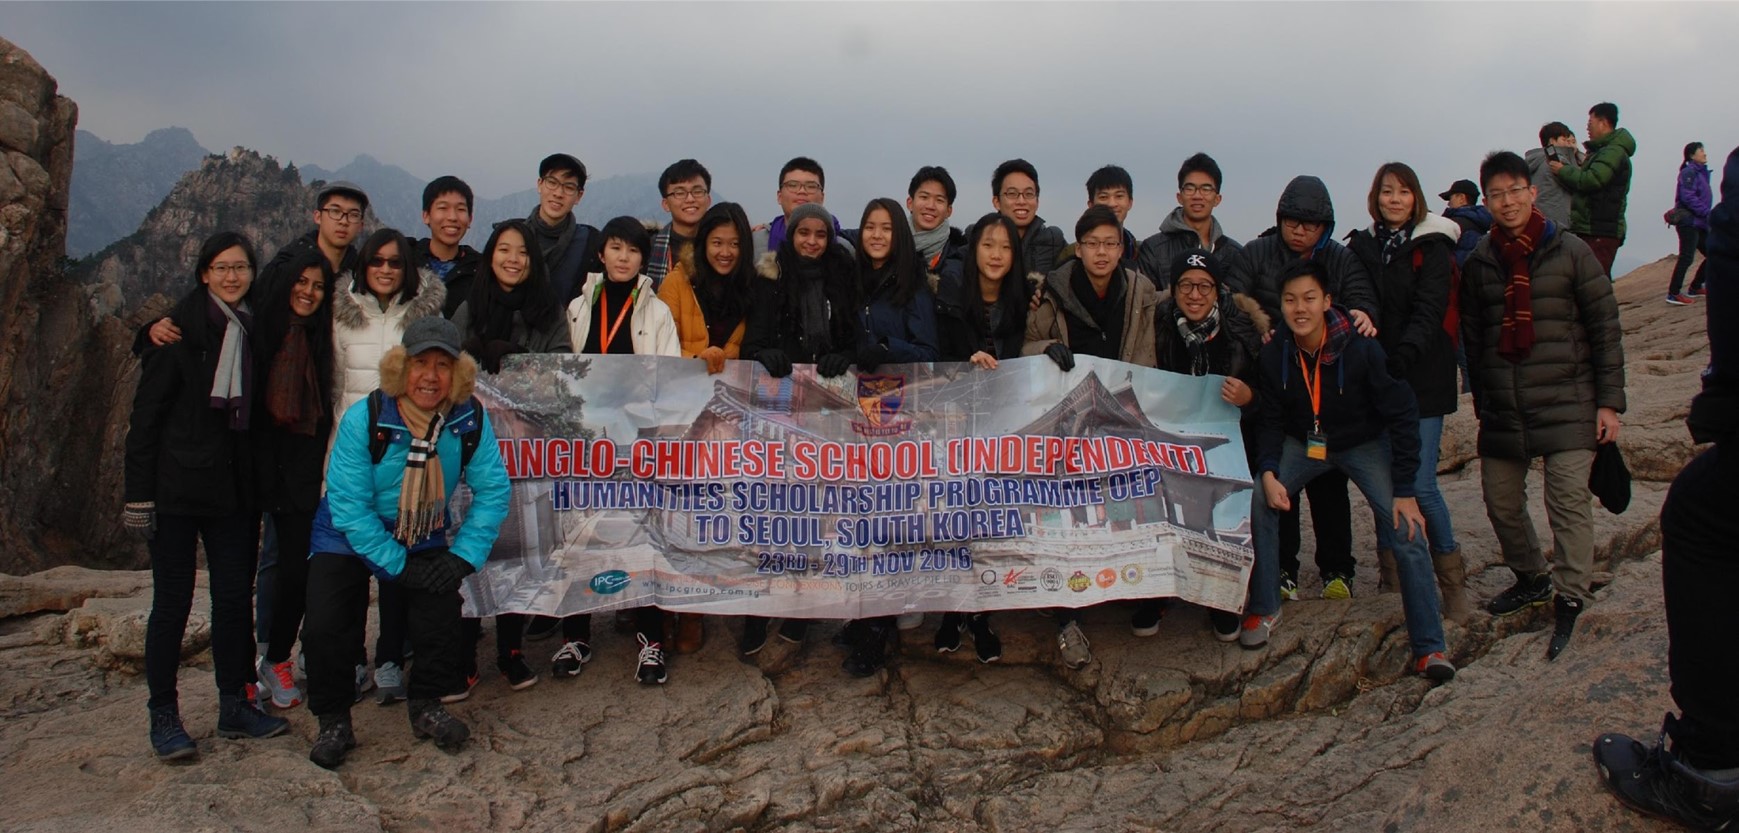 ANGLO-CHINESE SCHOOL (INDEPENDENT)
HUMANITIES SCHOLARSHIP PROGRAMME OEP
TO SEOUL, SOUTH KOREA
23RD - 29TH NOV 2016
IPC
TOURS & TRAVEL PTE LTD
www.ipcgroup.com.sg
CK